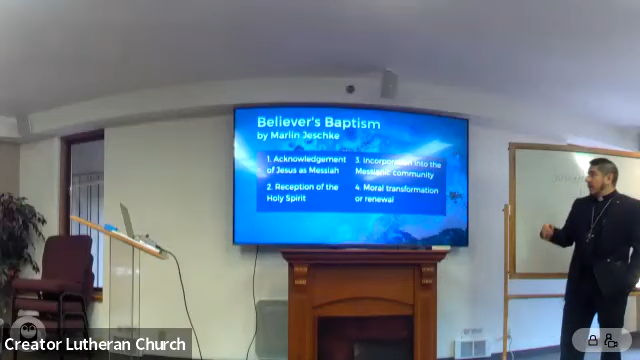 Believer's Baptism
by Marlin Jeschke
1. Acknowledgement
of Jesus as Messiah
2. Reception of the
Holy Spirit
3. Incorporation into the
Messianic community
4. Moral transformation
or renewal
Creator Lutheran Church